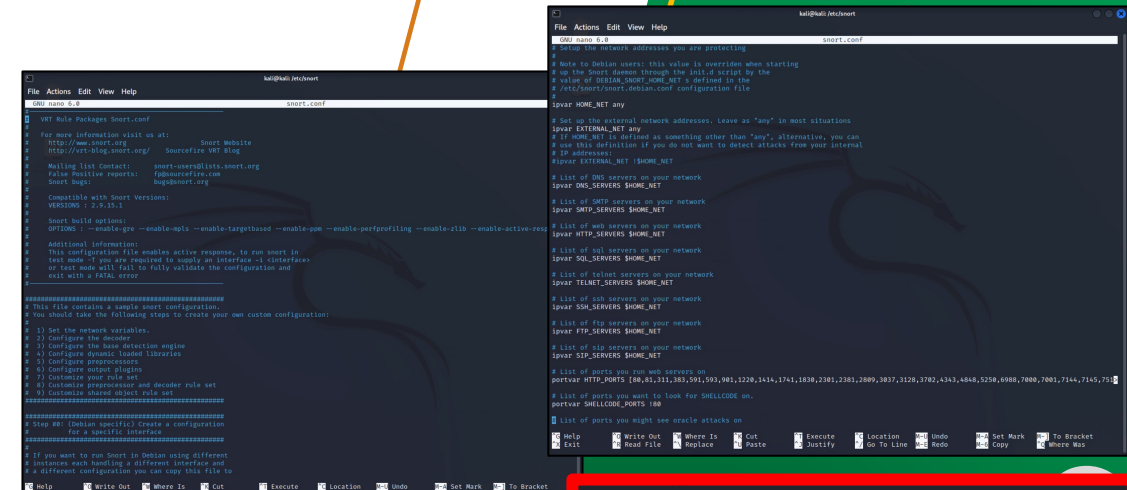 kali@kali: /etc/snort
File Actions Edit View Help
GNU nano 6.0 snort.conf
#
# VRT Rule Packages Snort.conf
#
# For more information visit us at:
# http://www.snort.org Snort Website
# http://vrt-blog.snort.org/ Sourcefire VRT Blog
#
# Mailing list Contact: snort-users@lists.snort.org
# False Positive reports: fp@sourcefire.com
# Snort bugs: bugs@snort.org
#
# Compatible with Snort Versions:
# VERSIONS : 2.9.15.1
#
# Snort build options:
# OPTIONS : --enable-gre --enable-mpls --enable-targetbased --enable-ppm --enable-perfprofiling --enable-zlib --enable-active-resp
#
# Additional information:
# This configuration file enables active response, to run snort in
# test mode -T you are required to supply an interface -i <interface>
# or test mode will fail to fully validate the configuration and
# exit with a FATAL error
#
###################################################
# This file contains a sample snort configuration.
# You should take the following steps to create your own custom configuration:
#
# 1) Set the network variables.
# 2) Configure the decoder
# 3) Configure the base detection engine
# 4) Configure dynamic loaded libraries
# 5) Configure preprocessors
# 6) Configure output plugins
# 7) Customize your rule set
# 8) Customize preprocessor and decoder rule set
# 9) Customize shared object rule set
###################################################
###################################################
# Step #0: (Debian specific) Create a configuration
# for a specific interface
###################################################
#
# If you want to run Snort in Debian using different
# instances each handling a different interface and
# a different configuration you can copy this file to
^G Help ^O Write Out ^W Where Is ^K Cut ^T Execute ^C Location M-U Undo M-A Set Mark M-] To Bracket
kali@kali: /etc/snort
File Actions Edit View Help
GNU nano 6.0 snort.conf
# Setup the network addresses you are protecting
#
# Note to Debian users: this value is overriden when starting
# up the Snort daemon through the init.d script by the
# value of DEBIAN_SNORT_HOME_NET s defined in the
# /etc/snort/snort.debian.conf configuration file
#
ipvar HOME_NET any
# Set up the external network addresses. Leave as "any" in most situations
ipvar EXTERNAL_NET any
# If HOME_NET is defined as something other than "any", alternative, you can
# use this definition if you do not want to detect attacks from your internal
# IP addresses:
#ipvar EXTERNAL_NET !$HOME_NET
# List of DNS servers on your network
ipvar DNS_SERVERS $HOME_NET
# List of SMTP servers on your network
ipvar SMTP_SERVERS $HOME_NET
# List of web servers on your network
ipvar HTTP_SERVERS $HOME_NET
# List of sql servers on your network
ipvar SQL_SERVERS $HOME_NET
# List of telnet servers on your network
ipvar TELNET_SERVERS $HOME_NET
# List of ssh servers on your network
ipvar SSH_SERVERS $HOME_NET
# List of ftp servers on your network
ipvar FTP_SERVERS $HOME_NET
# List of sip servers on your network
ipvar SIP_SERVERS $HOME_NET
# List of ports you run web servers on
portvar HTTP_PORTS [80,81,311,383,591,593,901,1220,1414,1741,1830,2301,2381,2809,3037,3128,3702,4343,4848,5250,6988,7000,7001,7144,7145,751>
# List of ports you want to look for SHELLCODE on.
portvar SHELLCODE_PORTS !80
# List of ports you might see oracle attacks on
^G Help ^O Write Out ^W Where Is ^K Cut ^T Execute ^C Location M-U Undo M-A Set Mark M-] To Bracket
^X Exit ^R Read File ^\ Replace ^U Paste ^J Justify ^/ Go To Line M-E Redo M-6 Copy ^Q Where Was